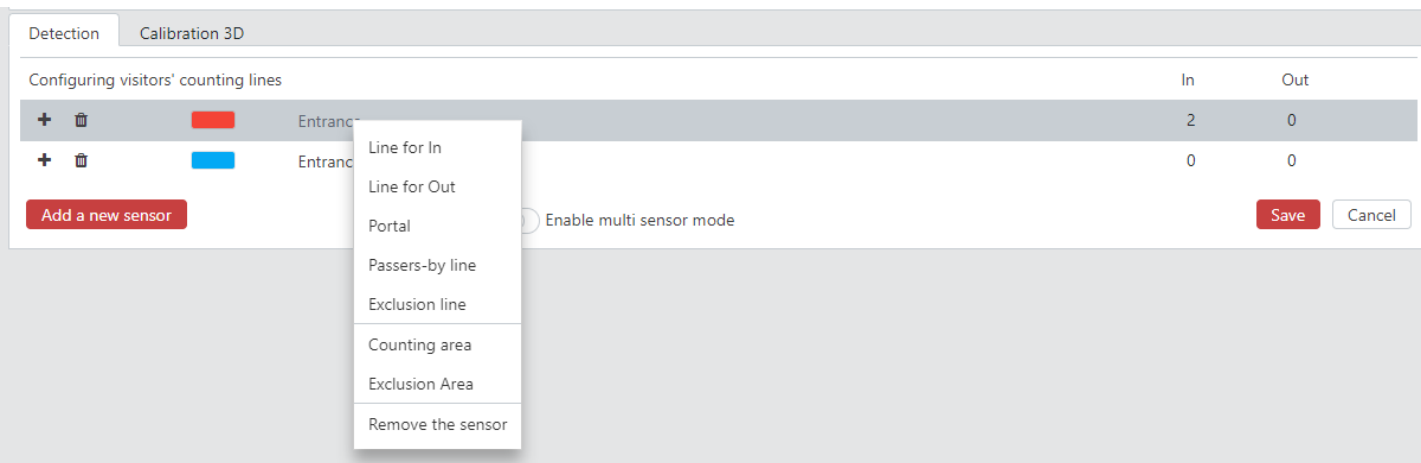 Detection Calibration 3D
Configuring visitors' counting lines In Out
2 0
0 0
Line for In
Line for Out
Portal
Passers-by line
Exclusion line
Counting area
Exclusion Area
Remove the sensor
Add a new sensor Enable multi sensor mode Save Cancel